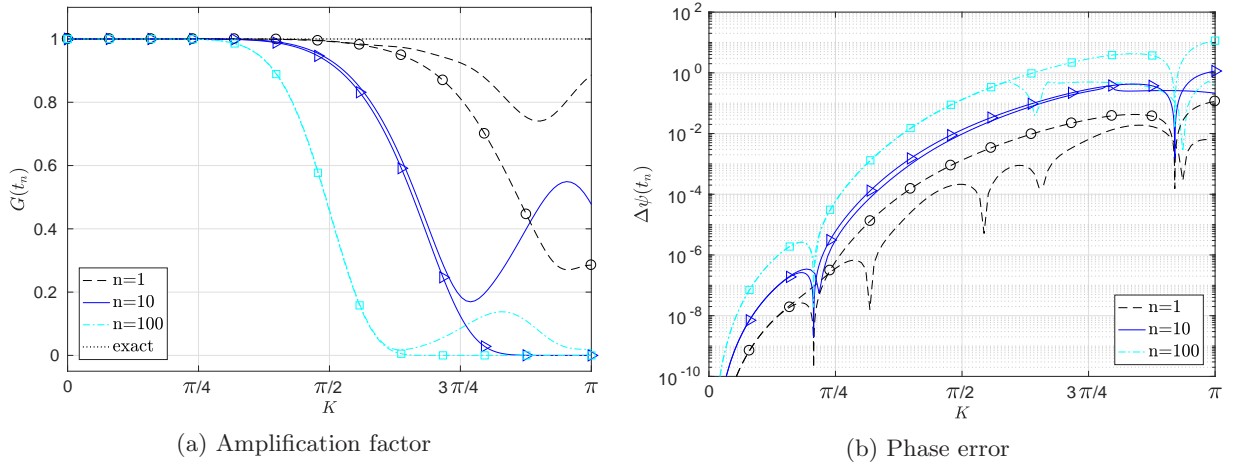 1
0.8
0.6
0.4
0.2
0
G(t_n)
n=1
n=10
n=100
exact
0 π/4 π/2 3 π/4 π
K
(a) Amplification factor
10^2
10^0
10^-2
10^-4
10^-6
10^-8
10^-10
Δψ(t_n)
n=1
n=10
n=100
0 π/4 π/2 3 π/4 π
K
(b) Phase error